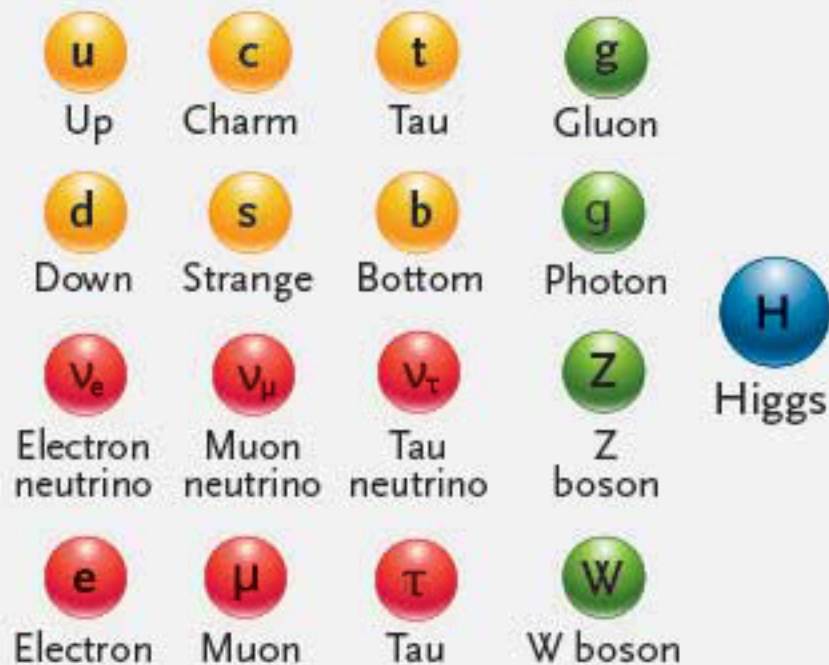 u c t g
Up Charm Tau Gluon
d s b g
Down Strange Bottom Photon
H
Higgs
νe νμ ντ Z
Electron Muon Tau Z
neutrino neutrino neutrino boson
e μ τ W
Electron Muon Tau W boson